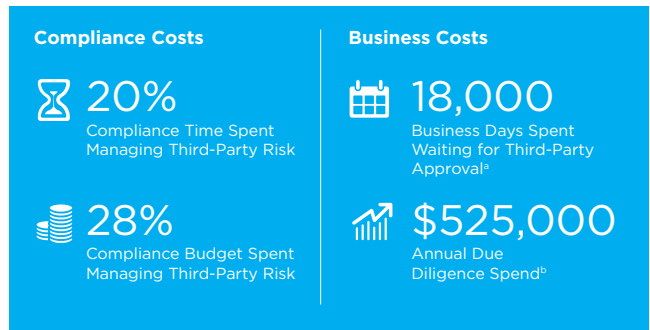 Compliance Costs
20%
Compliance Time Spent
Managing Third-Party Risk
28%
Compliance Budget Spent
Managing Third-Party Risk
Business Costs
18,000
Business Days Spent
Waiting for Third-Party
Approvalᵃ
$525,000
Annual Due
Diligence Spendᵇ